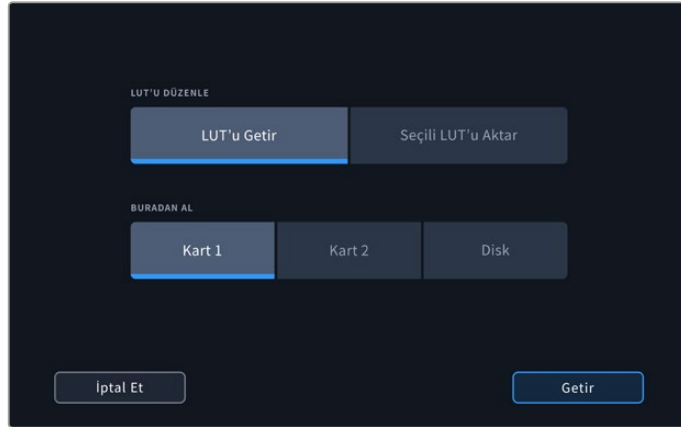 LUT'U DÜZENLE
LUT'u Getir Seçili LUT'u Aktar
BURADAN AL
Kart 1 Kart 2 Disk
İptal Et Getir